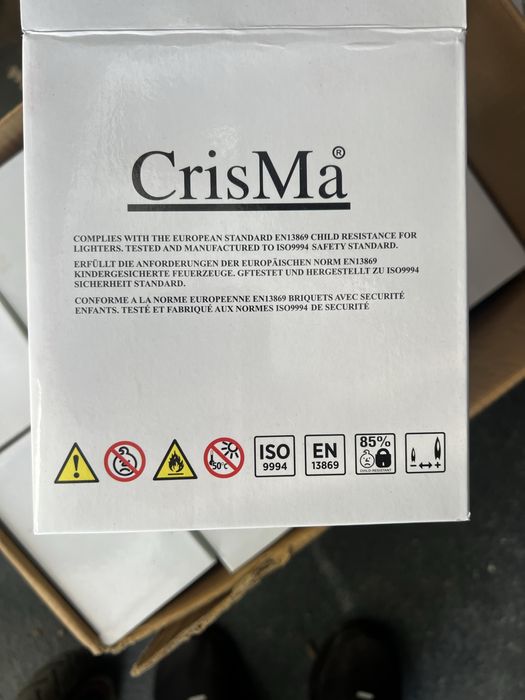 CrisMa®
COMPLIES WITH THE EUROPEAN STANDARD EN13869 CHILD RESISTANCE FOR
LIGHTERS. TESTED AND MANUFACTURED TO ISO9994 SAFETY STANDARD.
ERFÜLLT DIE ANFORDERUNGEN DER EUROPÄISCHEN NORM EN13869
KINDERGESICHERTE FEUERZEUGE. GFTESTET UND HERGESTELLT ZU ISO9994
SICHERHEIT STANDARD.
CONFORME A LA NORME EUROPEENNE EN13869 BRIQUETS AVEC SECURITÉ
ENFANTS. TESTÉ ET FABRIQUÉ AUX NORMES ISO9994 DE SECURITÉ
! 50°C ISO 9994 EN 13869 85% CHILD-RESISTANT - +